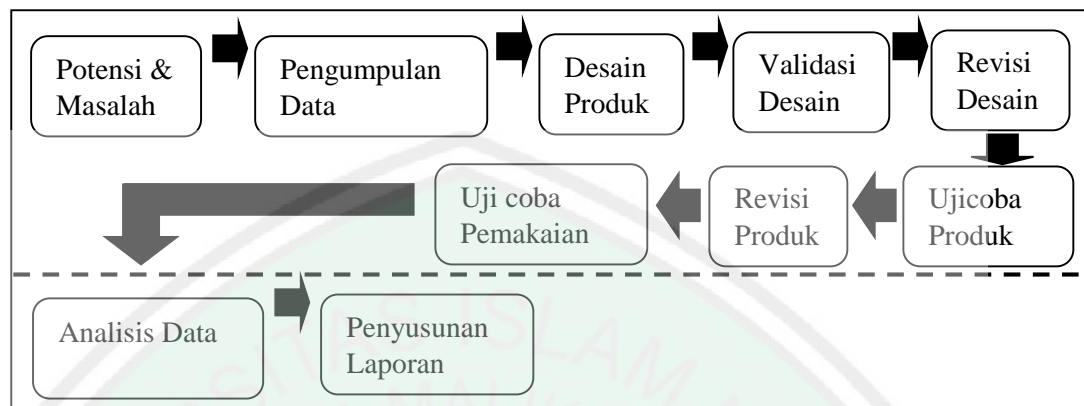 Potensi &
Masalah
Pengumpulan
Data
Desain
Produk
Validasi
Desain
Revisi
Desain
Ujicoba
Produk
Revisi
Produk
Uji coba
Pemakaian
Analisis Data
Penyusunan
Laporan